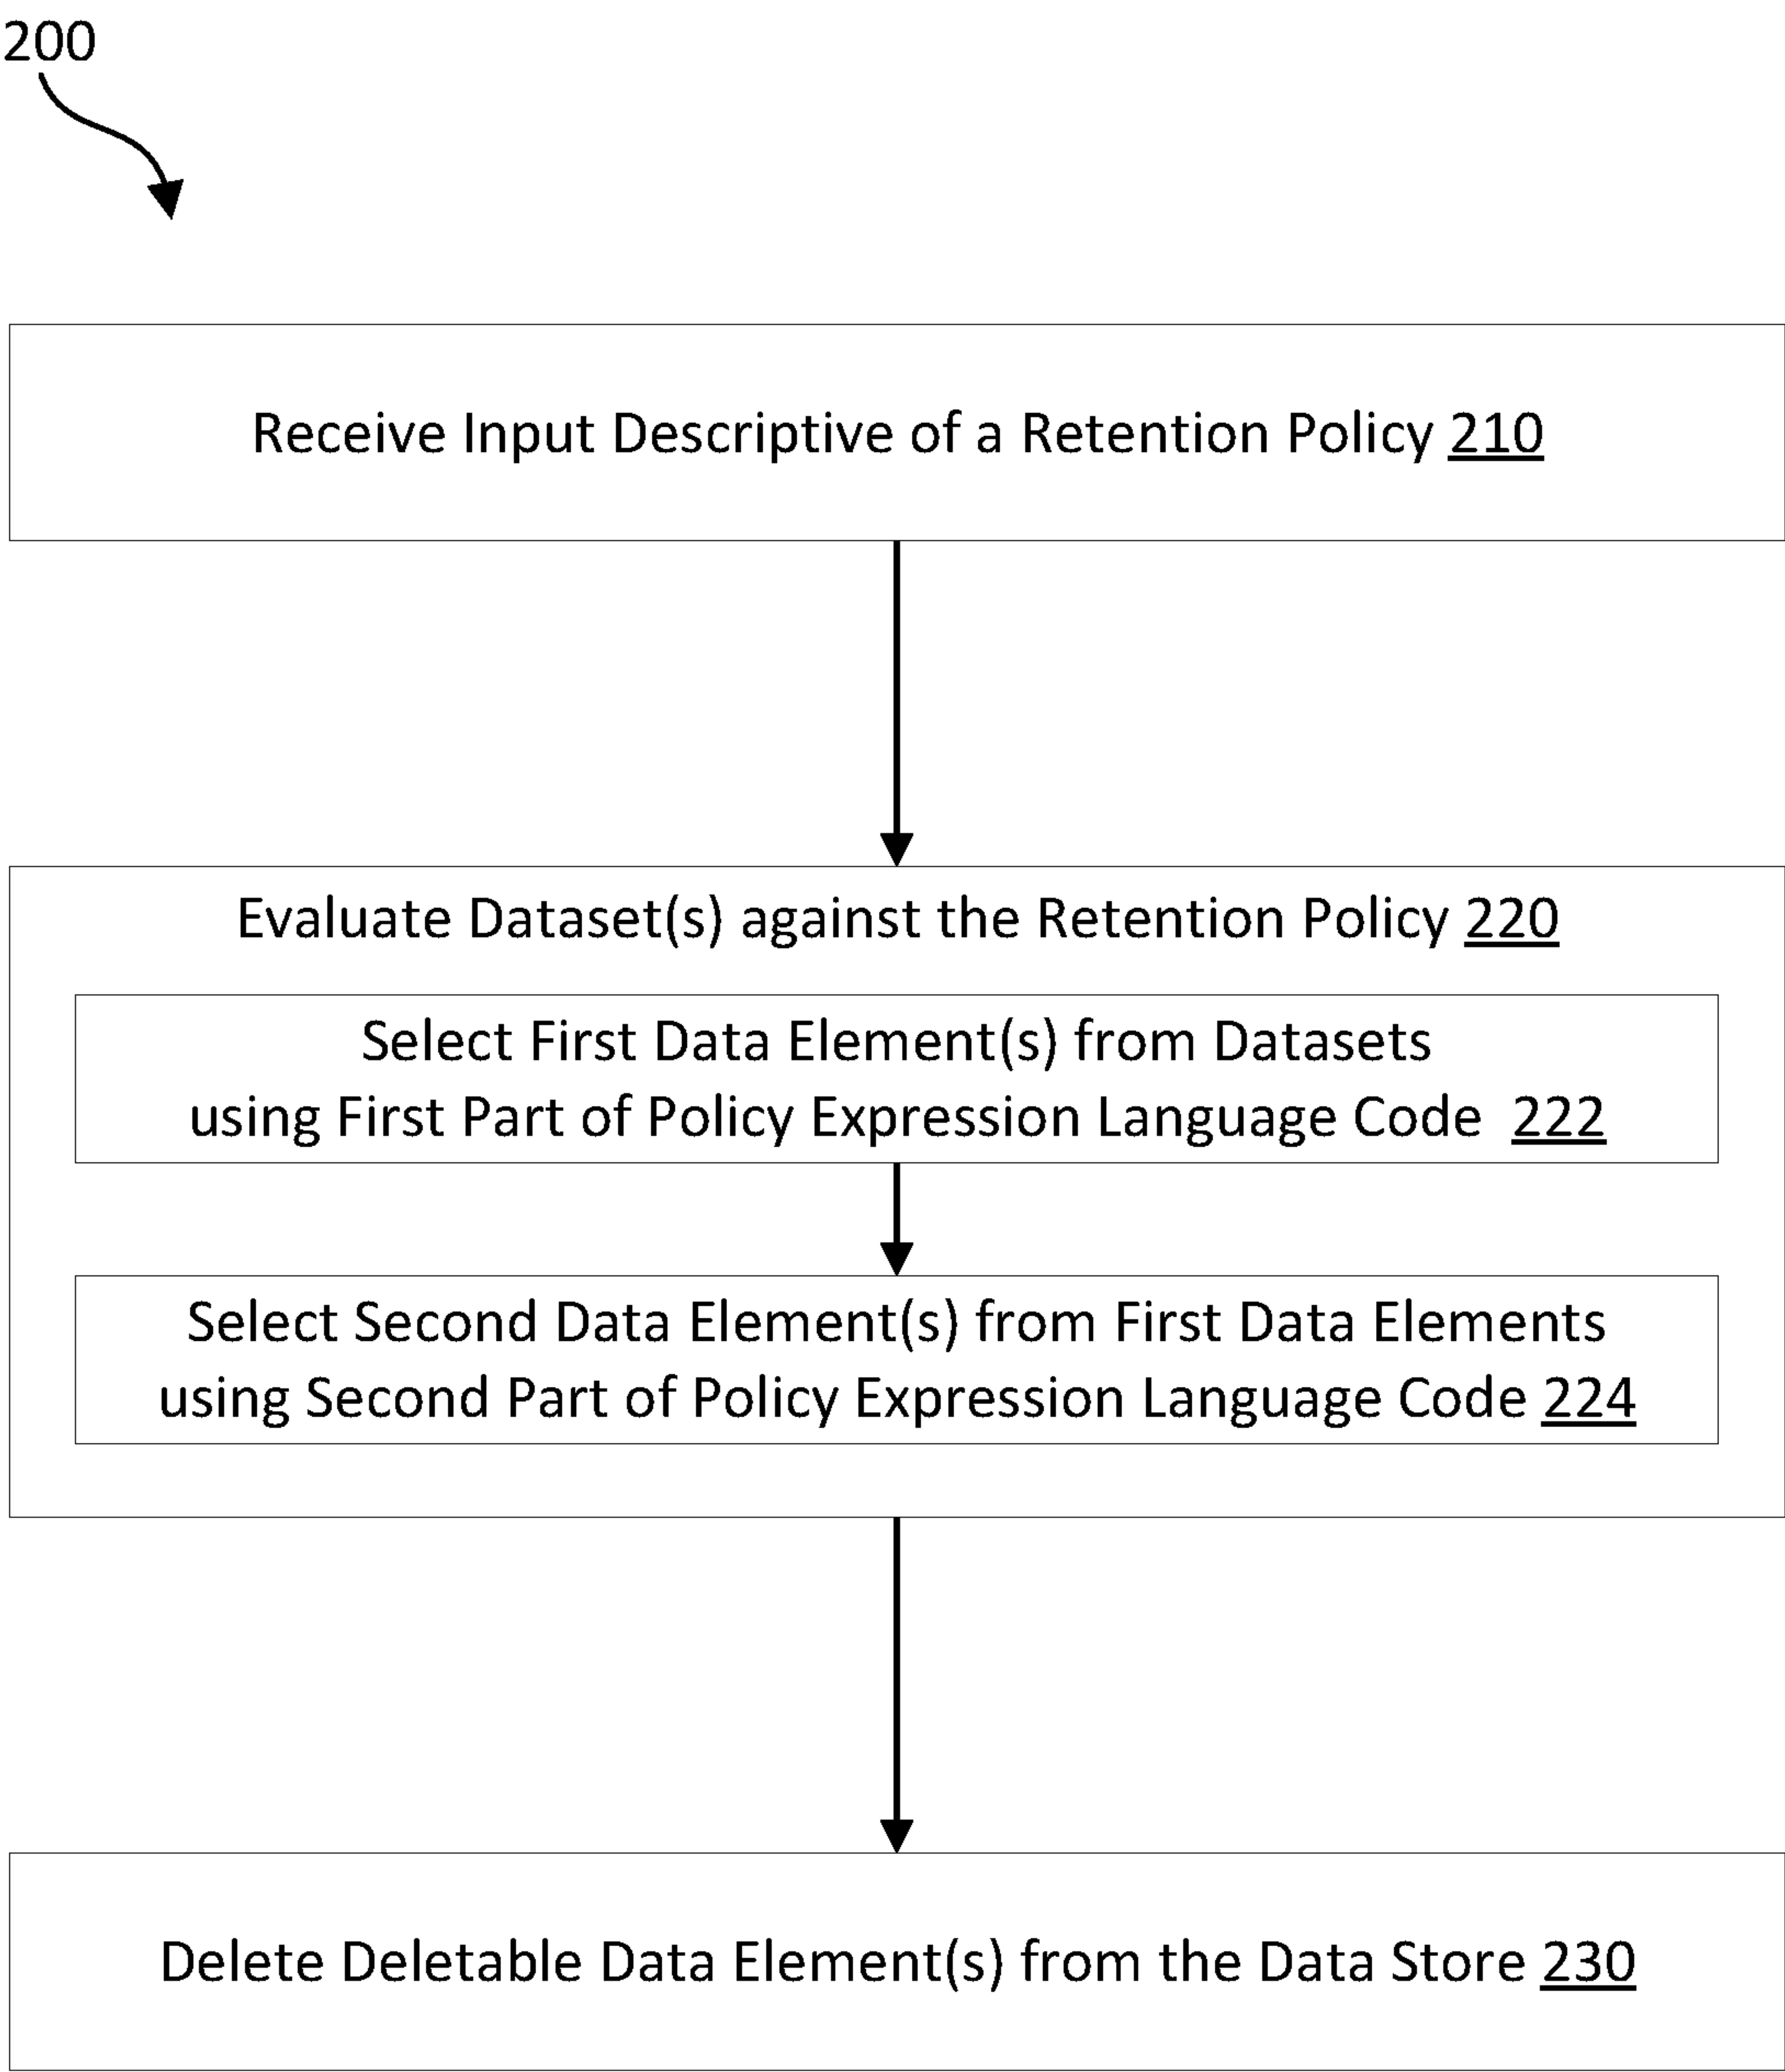 200
Receive Input Descriptive of a Retention Policy 210
Evaluate Dataset(s) against the Retention Policy 220
Select First Data Element(s) from Datasets
using First Part of Policy Expression Language Code 222
Select Second Data Element(s) from First Data Elements
using Second Part of Policy Expression Language Code 224
Delete Deletable Data Element(s) from the Data Store 230